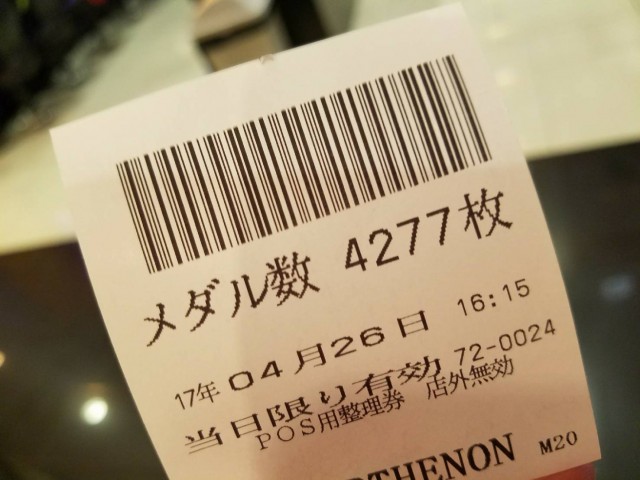 メダル数 4277枚
17年 04月26日 16:15
当日限り有効 72-0024
POS用整理券 店外無効
THENON M20